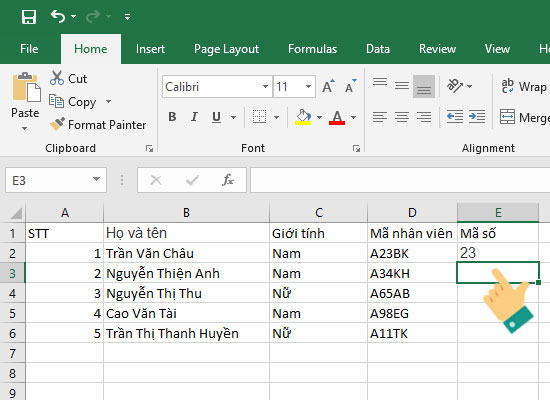 File Home Insert Page Layout Formulas Data Review View
Cut
Copy
Format Painter
Paste
Clipboard
Calibri 11 A A
B I U A
Font
ab Wrap
Merge
Alignment
E3 fx
A B C D E
1 STT Họ và tên Giới tính Mã nhân viên Mã số
2 1 Trần Văn Châu Nam A23BK 23
3 2 Nguyễn Thiện Anh Nam A34KH
4 3 Nguyễn Thị Thu Nữ A65AB
5 4 Cao Văn Tài Nam A98EG
6 5 Trần Thị Thanh Huyền Nữ A11TK
7
8
9